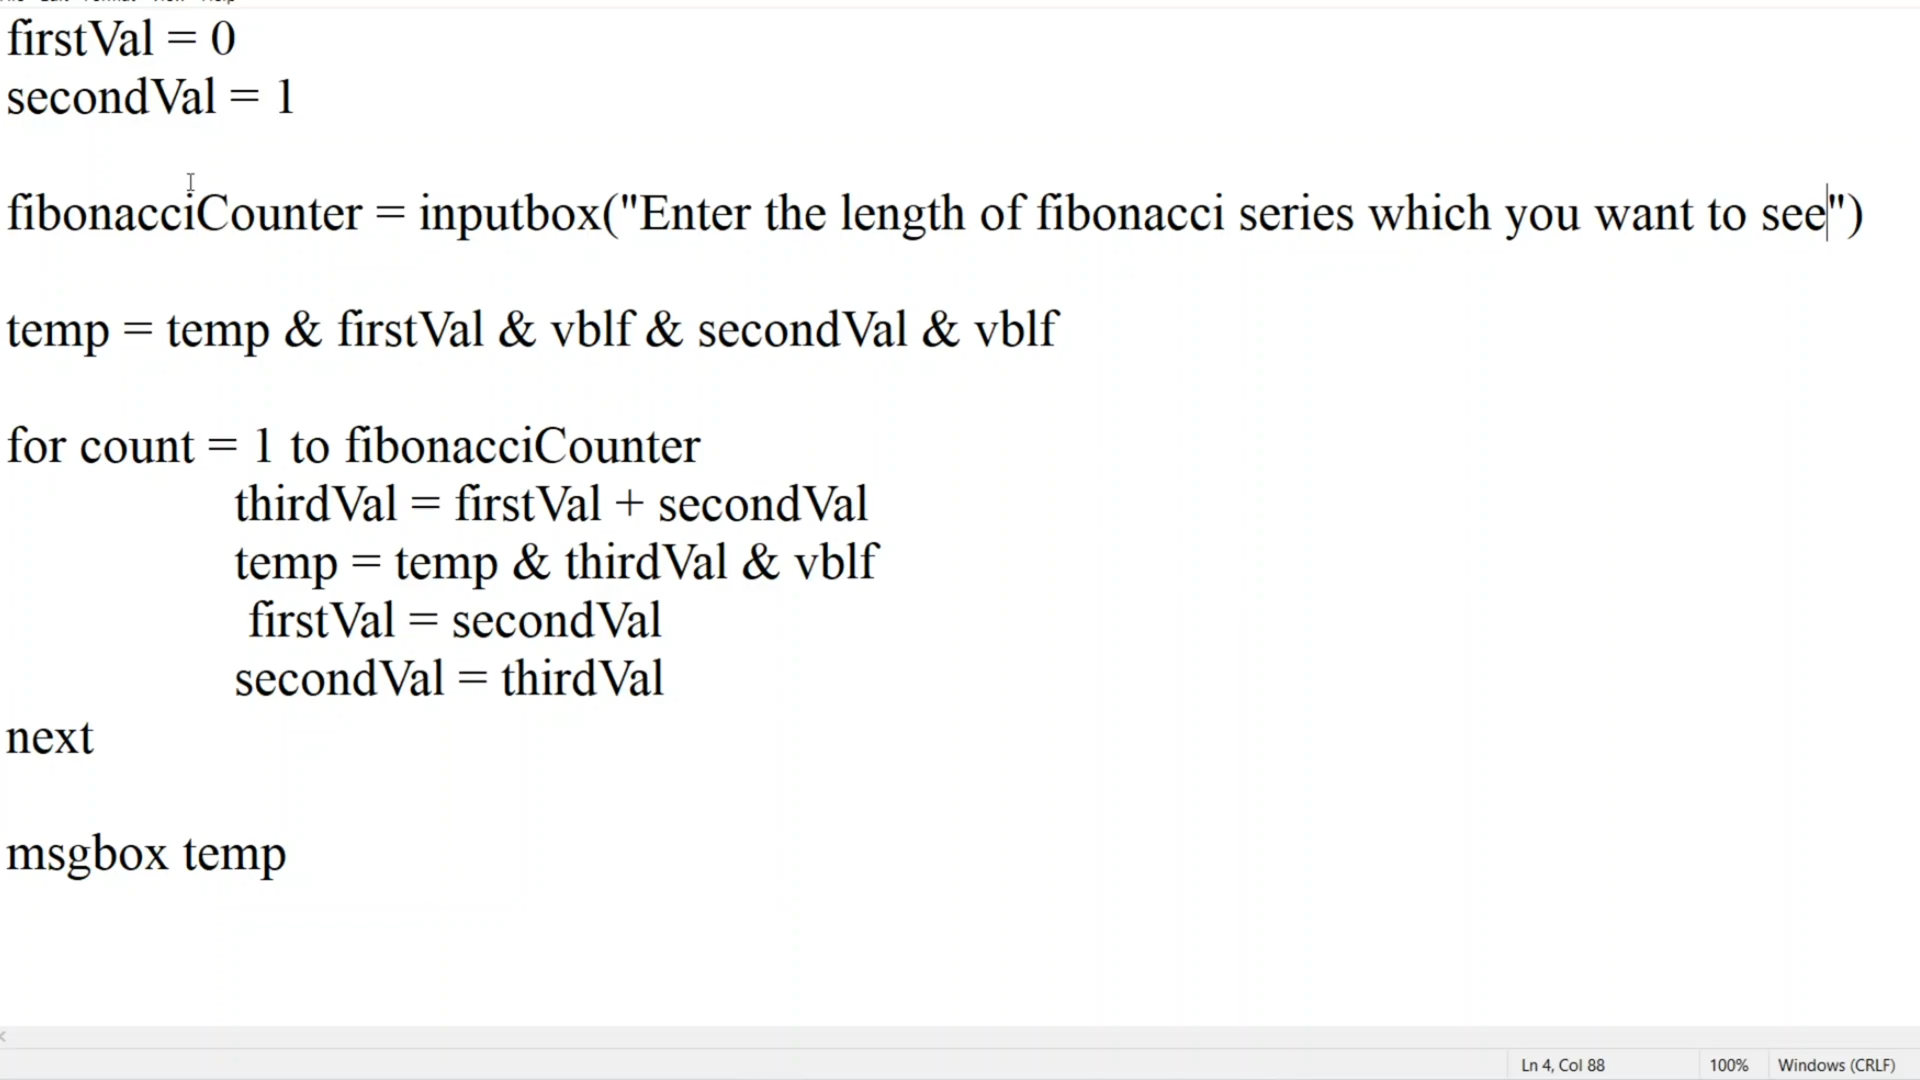 firstVal = 0
secondVal = 1
fibonacciCounter = inputbox("Enter the length of fibonacci series which you want to see")
temp = temp & firstVal & vblf & secondVal & vblf
for count = 1 to fibonacciCounter
thirdVal = firstVal + secondVal
temp = temp & thirdVal & vblf
firstVal = secondVal
secondVal = thirdVal
next
msgbox temp
Ln 4, Col 88 100% Windows (CRLF)